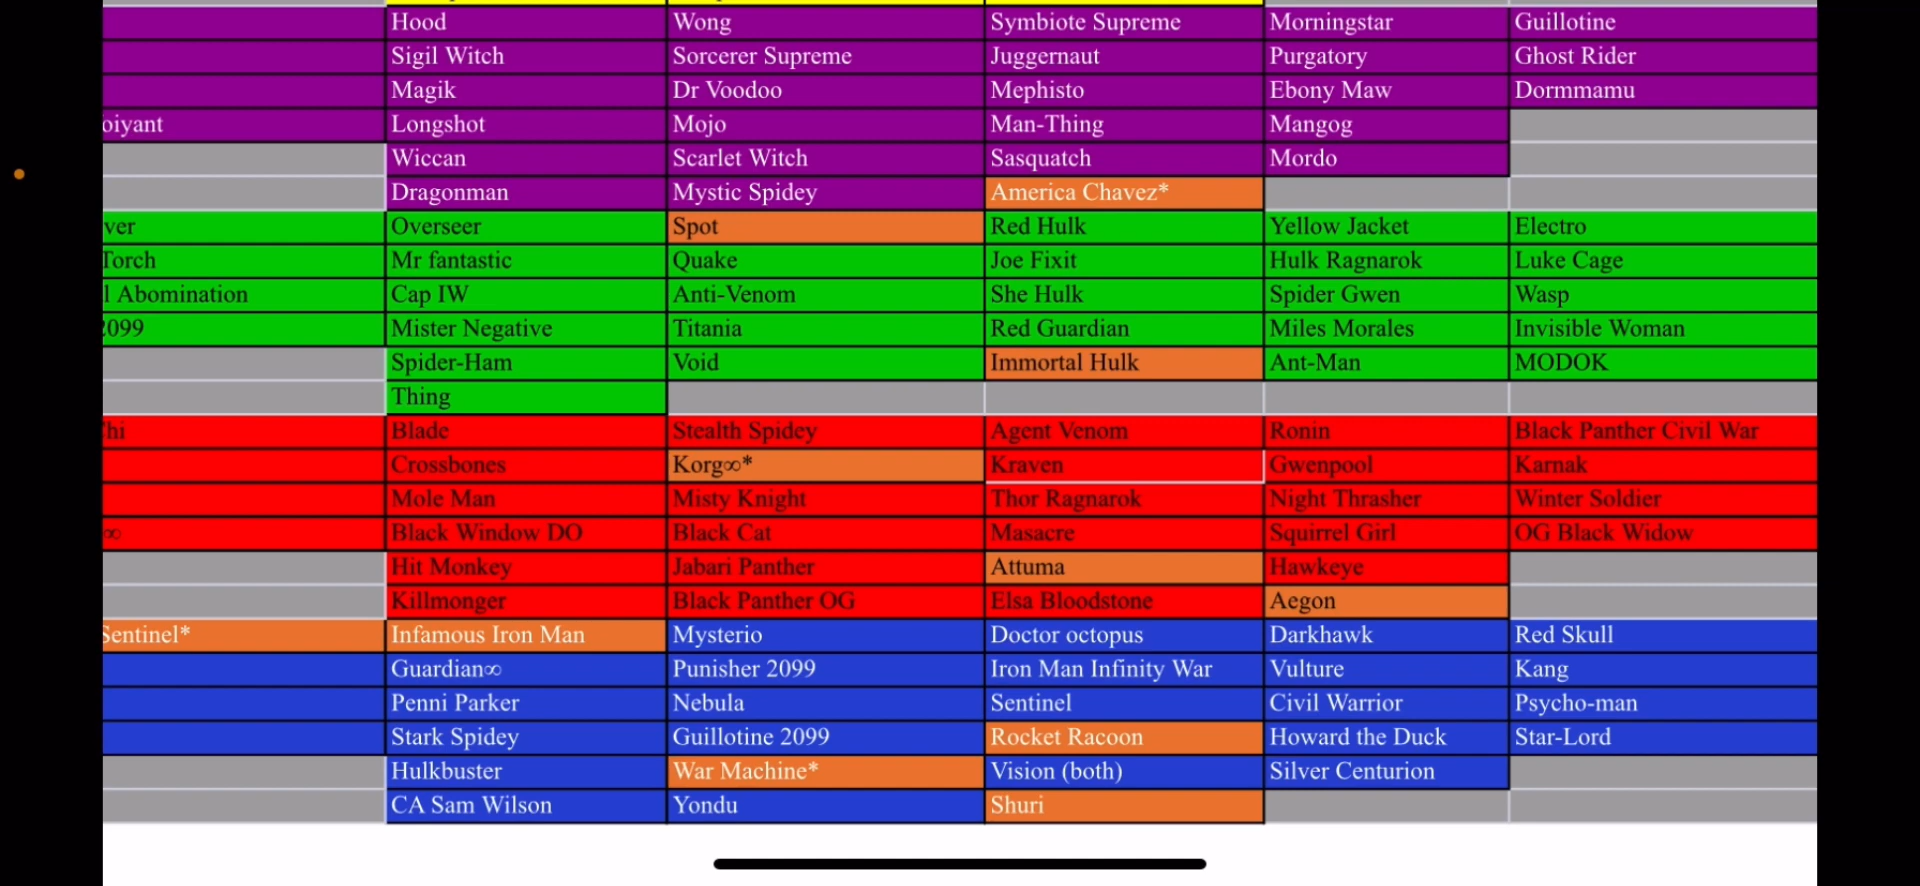 Hood Wong Symbiote Supreme Morningstar Guillotine
Sigil Witch Sorcerer Supreme Juggernaut Purgatory Ghost Rider
Magik Dr Voodoo Mephisto Ebony Maw Dormmamu
oiyant Longshot Mojo Man-Thing Mangog
Wiccan Scarlet Witch Sasquatch Mordo
Dragonman Mystic Spidey America Chavez*
ver Overseer Spot Red Hulk Yellow Jacket Electro
Torch Mr fantastic Quake Joe Fixit Hulk Ragnarok Luke Cage
l Abomination Cap IW Anti-Venom She Hulk Spider Gwen Wasp
2099 Mister Negative Titania Red Guardian Miles Morales Invisible Woman
Spider-Ham Void Immortal Hulk Ant-Man MODOK
Thing
hi Blade Stealth Spidey Agent Venom Ronin Black Panther Civil War
Crossbones Korg∞* Kraven Gwenpool Karnak
Mole Man Misty Knight Thor Ragnarok Night Thrasher Winter Soldier
∞ Black Window DO Black Cat Masacre Squirrel Girl OG Black Widow
Hit Monkey Jabari Panther Attuma Hawkeye
Killmonger Black Panther OG Elsa Bloodstone Aegon
Sentinel* Infamous Iron Man Mysterio Doctor octopus Darkhawk Red Skull
Guardian∞ Punisher 2099 Iron Man Infinity War Vulture Kang
Penni Parker Nebula Sentinel Civil Warrior Psycho-man
Stark Spidey Guillotine 2099 Rocket Racoon Howard the Duck Star-Lord
Hulkbuster War Machine* Vision (both) Silver Centurion
CA Sam Wilson Yondu Shuri